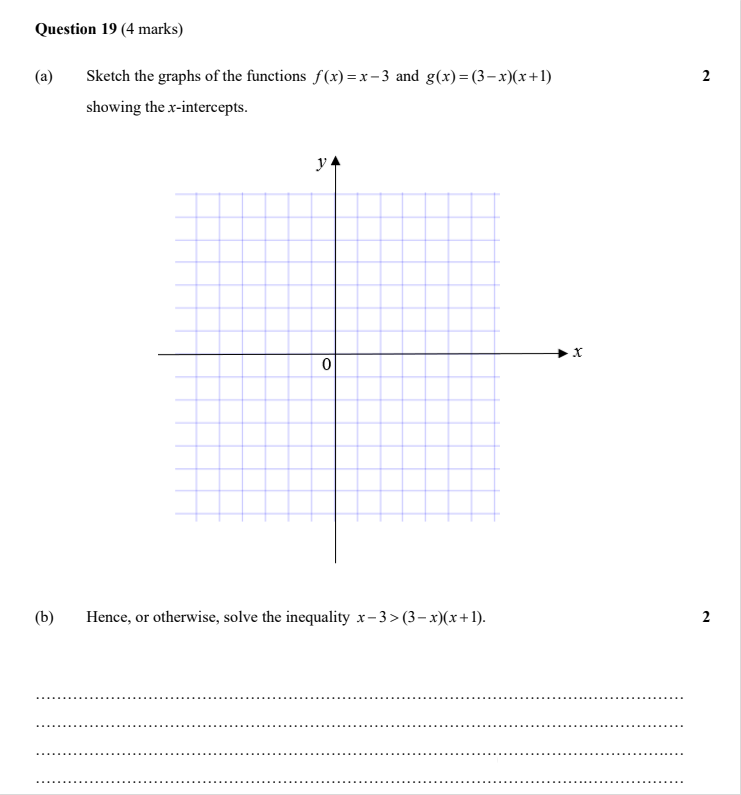 Question 19 (4 marks)
(a) Sketch the graphs of the functions f(x)=x−3 and g(x)=(3−x)(x+1) 2
showing the x-intercepts.
y
x
0
(b) Hence, or otherwise, solve the inequality x−3>(3−x)(x+1). 2